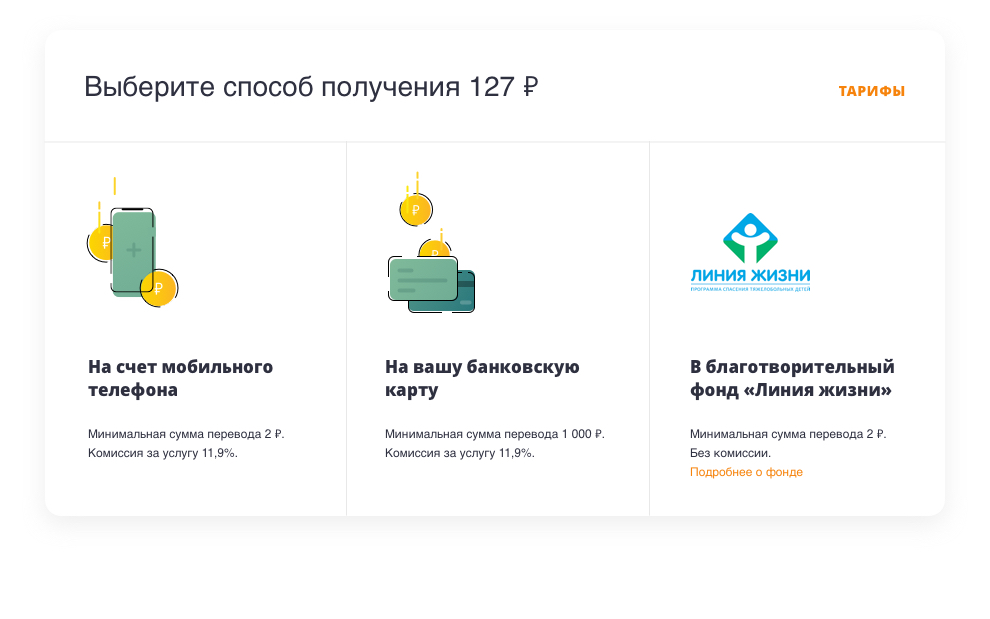 Выберите способ получения 127 ₽
ТАРИФЫ
₽
₽
₽
₽
ЛИНИЯ ЖИЗНИ
ПРОГРАММА СПАСЕНИЯ ТЯЖЕЛОБОЛЬНЫХ ДЕТЕЙ
На счет мобильного
телефона
Минимальная сумма перевода 2 ₽.
Комиссия за услугу 11,9%.
На вашу банковскую
карту
Минимальная сумма перевода 1 000 ₽.
Комиссия за услугу 11,9%.
В благотворительный
фонд «Линия жизни»
Минимальная сумма перевода 2 ₽.
Без комиссии.
Подробнее о фонде